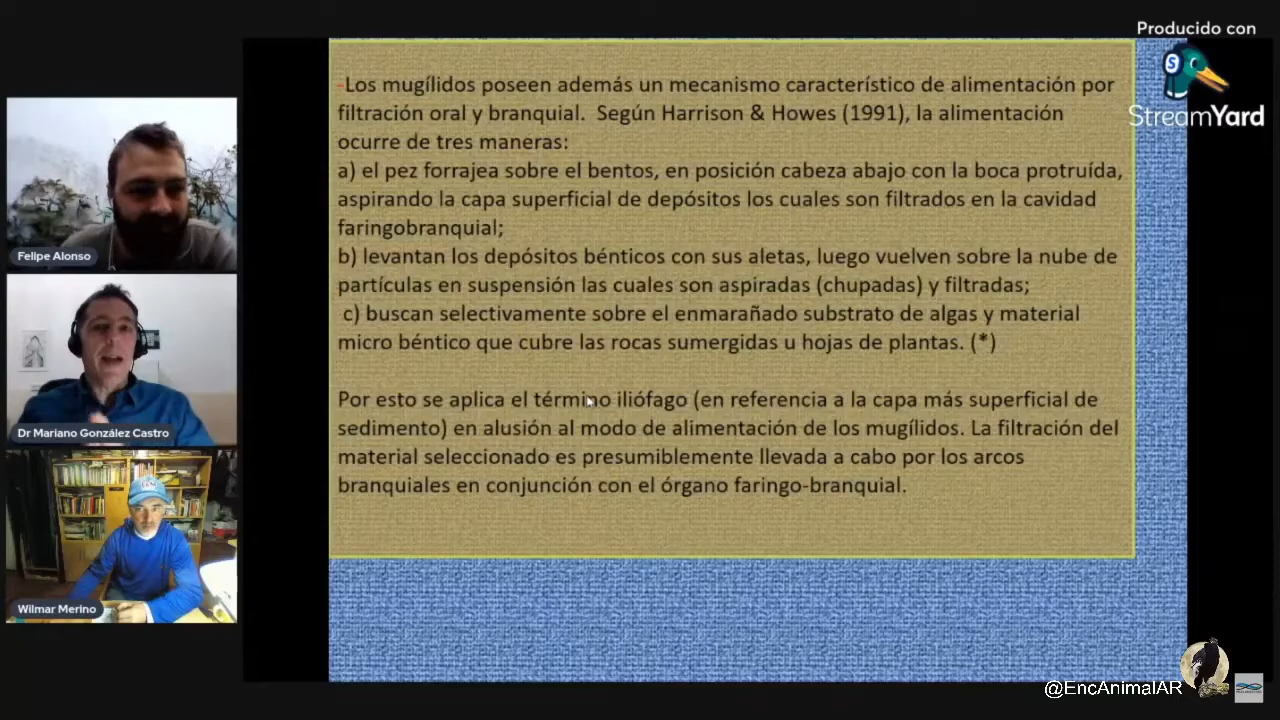 Producido con
StreamYard
-Los mugílidos poseen además un mecanismo característico de alimentación por
filtración oral y branquial.  Según Harrison & Howes (1991), la alimentación
ocurre de tres maneras:
a) el pez forrajea sobre el bentos, en posición cabeza abajo con la boca protruída,
aspirando la capa superficial de depósitos los cuales son filtrados en la cavidad
faringobranquial;
b) levantan los depósitos bénticos con sus aletas, luego vuelven sobre la nube de
partículas en suspensión las cuales son aspiradas (chupadas) y filtradas;
c) buscan selectivamente sobre el enmarañado substrato de algas y material
micro béntico que cubre las rocas sumergidas u hojas de plantas. (*)
Por esto se aplica el término iliófago (en referencia a la capa más superficial de
sedimento) en alusión al modo de alimentación de los mugílidos. La filtración del
material seleccionado es presumiblemente llevada a cabo por los arcos
branquiales en conjunción con el órgano faringo-branquial.
Felipe Alonso
Dr Mariano González Castro
Wilmar Merino
@EncAnimalAR